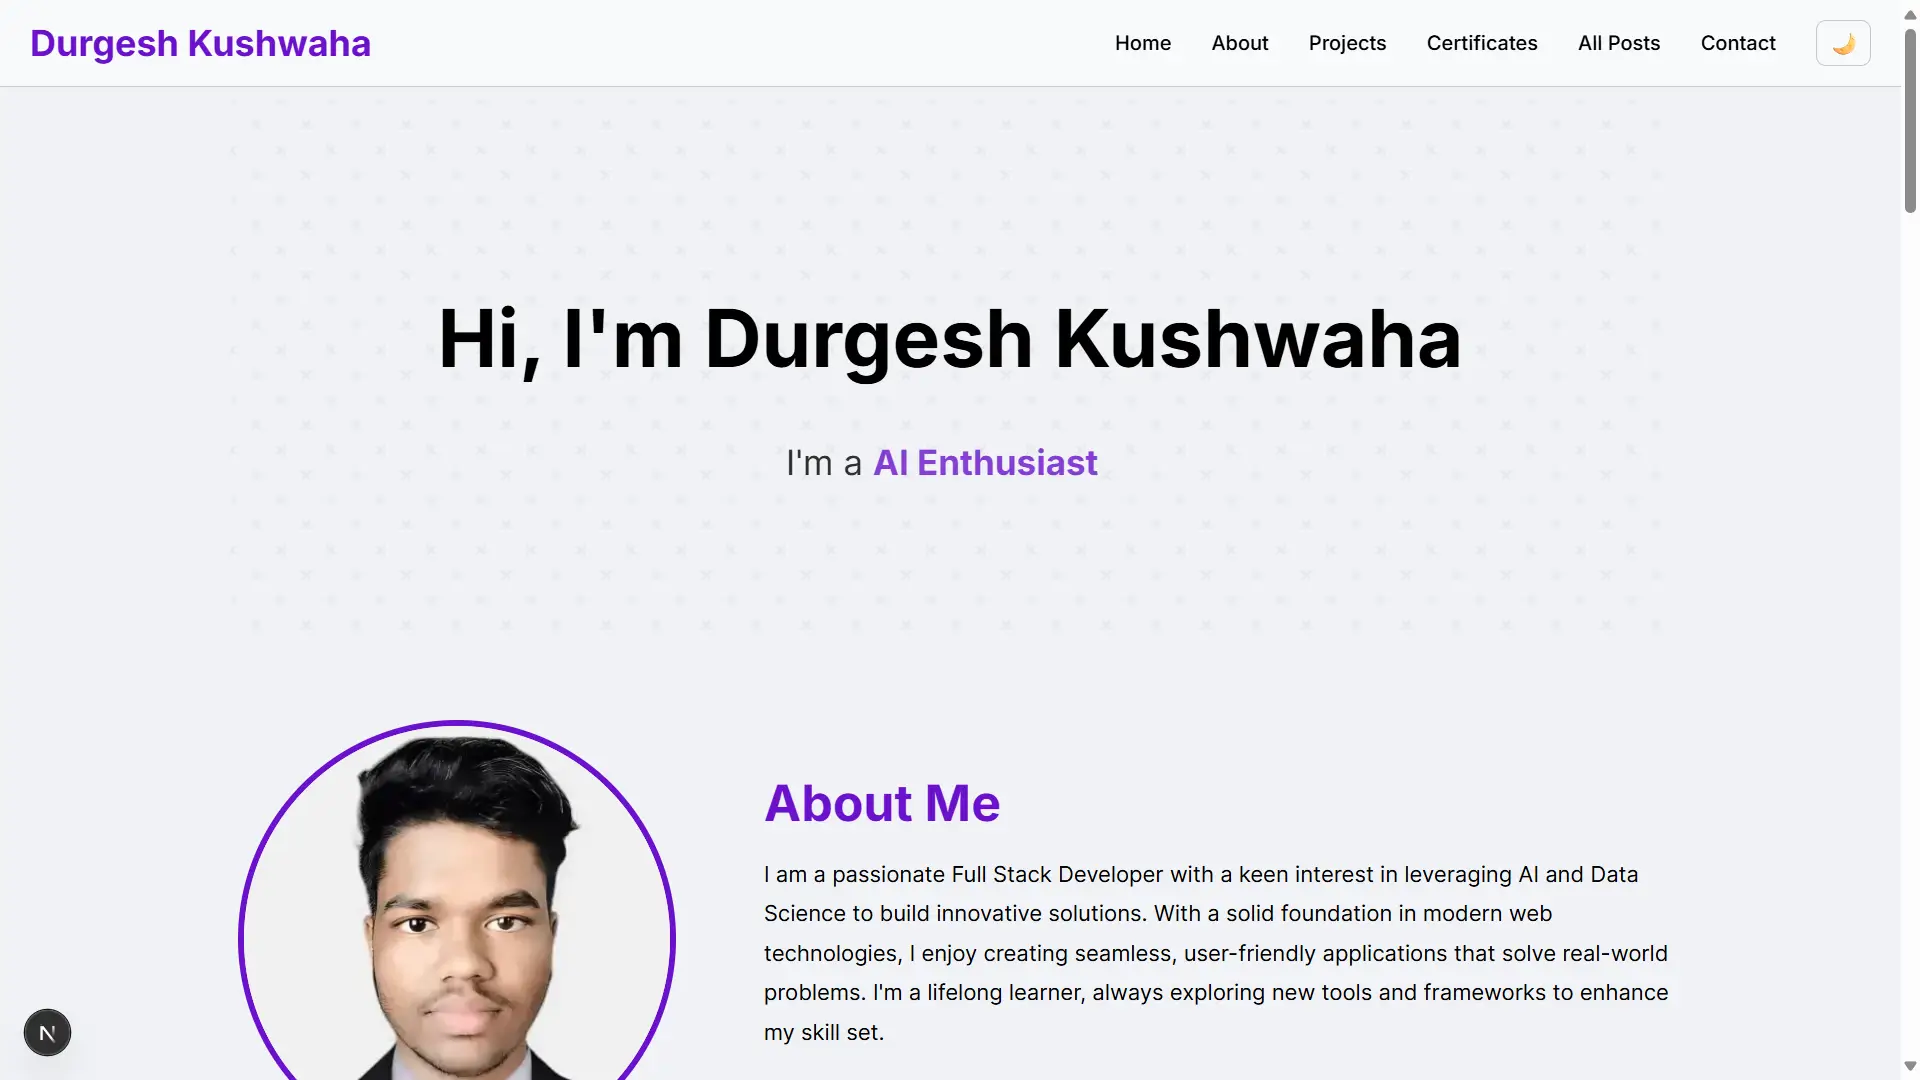 Durgesh Kushwaha
Home About Projects Certificates All Posts Contact
Hi, I'm Durgesh Kushwaha
I'm a AI Enthusiast
About Me
I am a passionate Full Stack Developer with a keen interest in leveraging AI and Data
Science to build innovative solutions. With a solid foundation in modern web
technologies, I enjoy creating seamless, user-friendly applications that solve real-world
problems. I'm a lifelong learner, always exploring new tools and frameworks to enhance
my skill set.
N